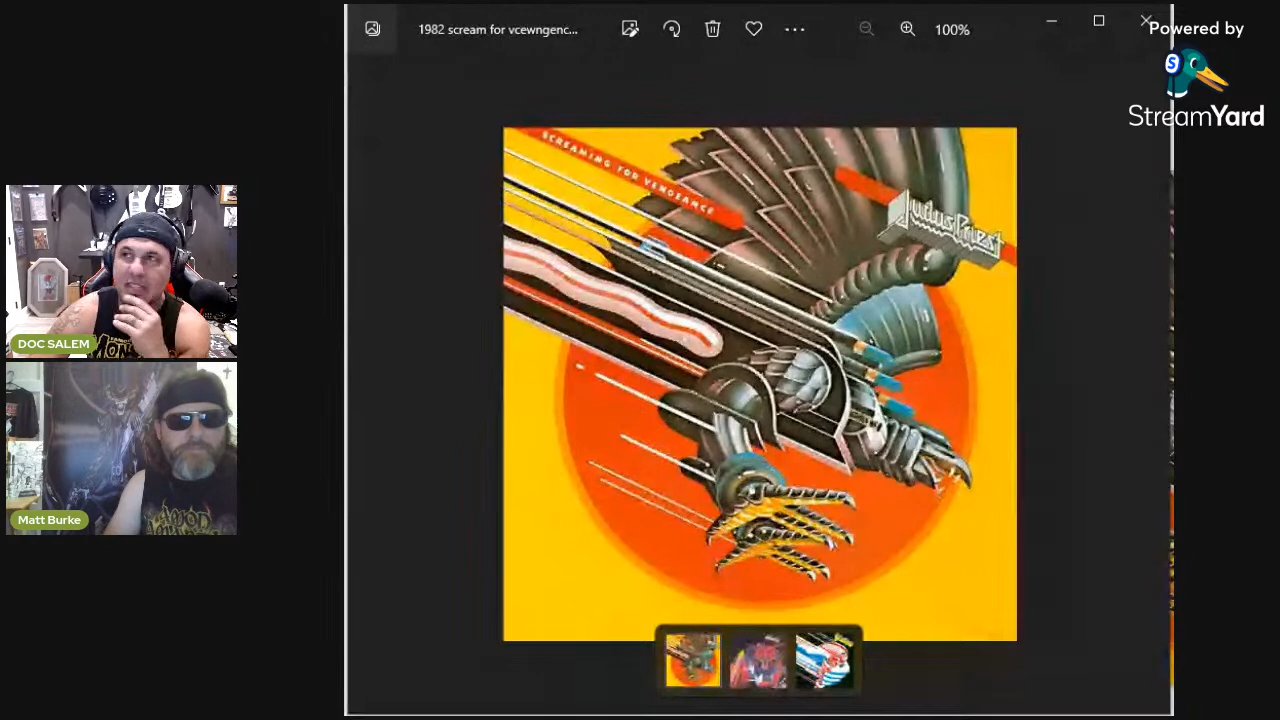 1982 scream for vcewngenc...
100%
Powered by
StreamYard
SCREAMING FOR VENGEANCE
Judas Priest
DOC SALEM
Matt Burke